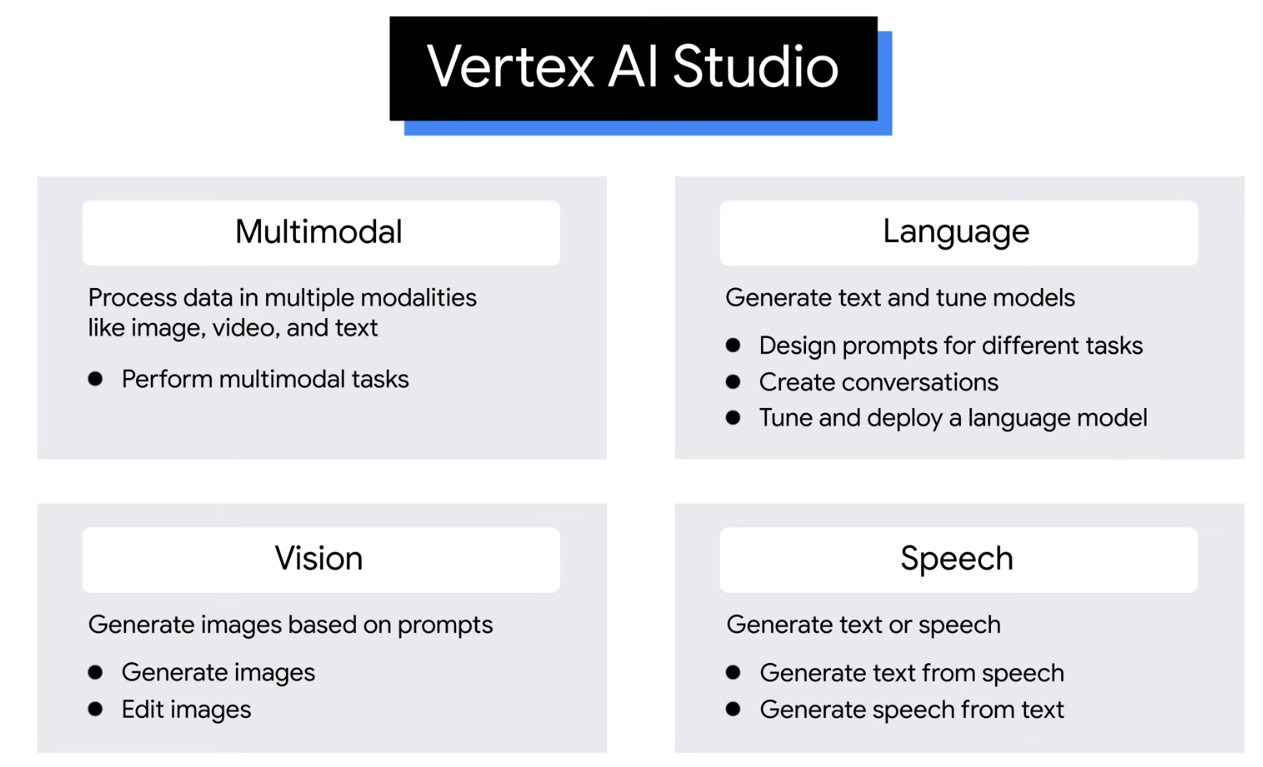 Vertex AI Studio
Multimodal
Process data in multiple modalities
like image, video, and text
● Perform multimodal tasks
Language
Generate text and tune models
● Design prompts for different tasks
● Create conversations
● Tune and deploy a language model
Vision
Generate images based on prompts
● Generate images
● Edit images
Speech
Generate text or speech
● Generate text from speech
● Generate speech from text